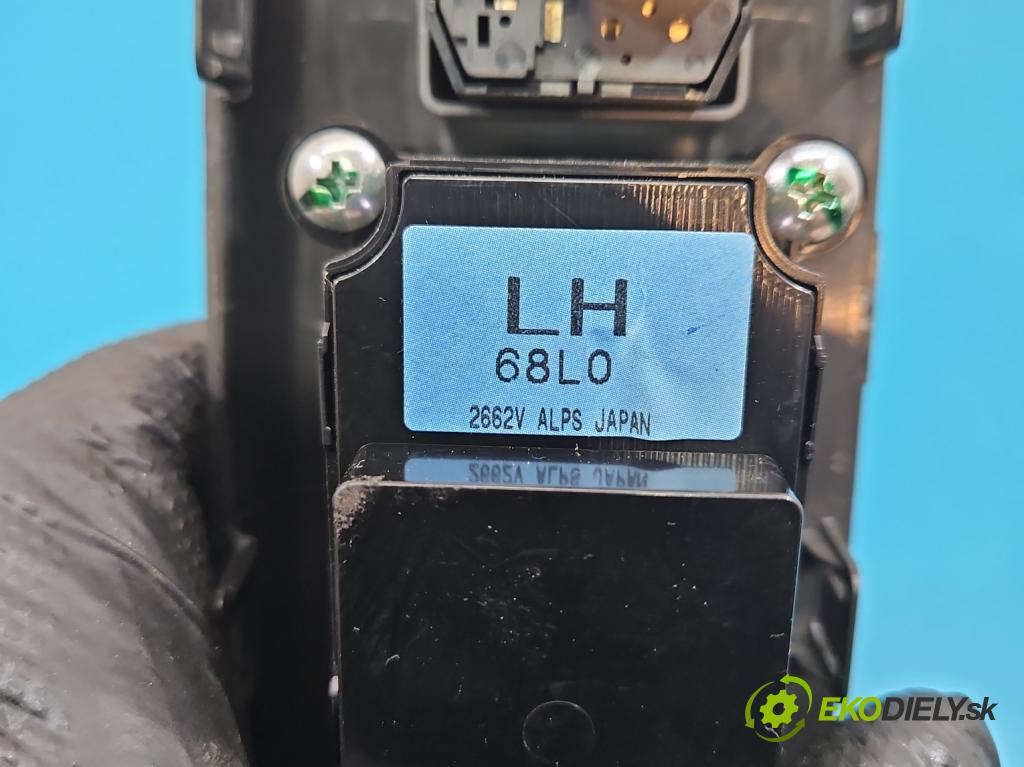 LH
68L0
2662V ALPS JAPAN
EKODIELY.sk